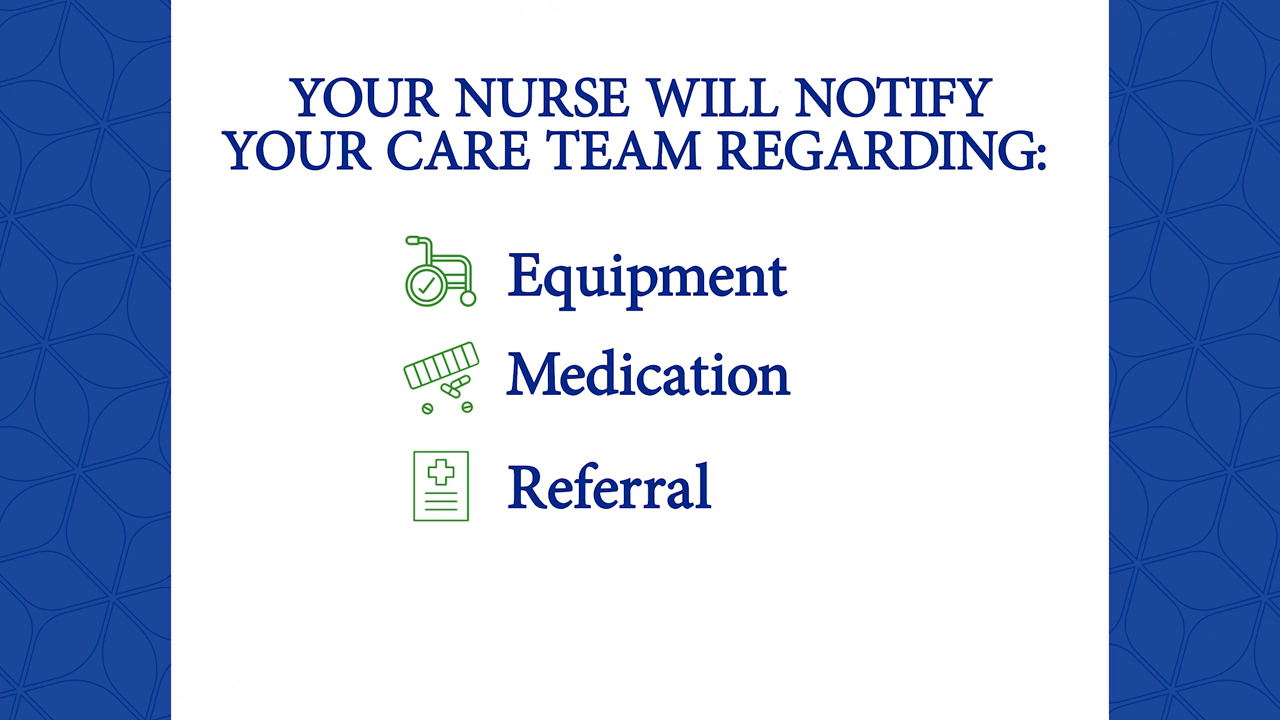 YOUR NURSE WILL NOTIFY
YOUR CARE TEAM REGARDING:
Equipment
Medication
Referral